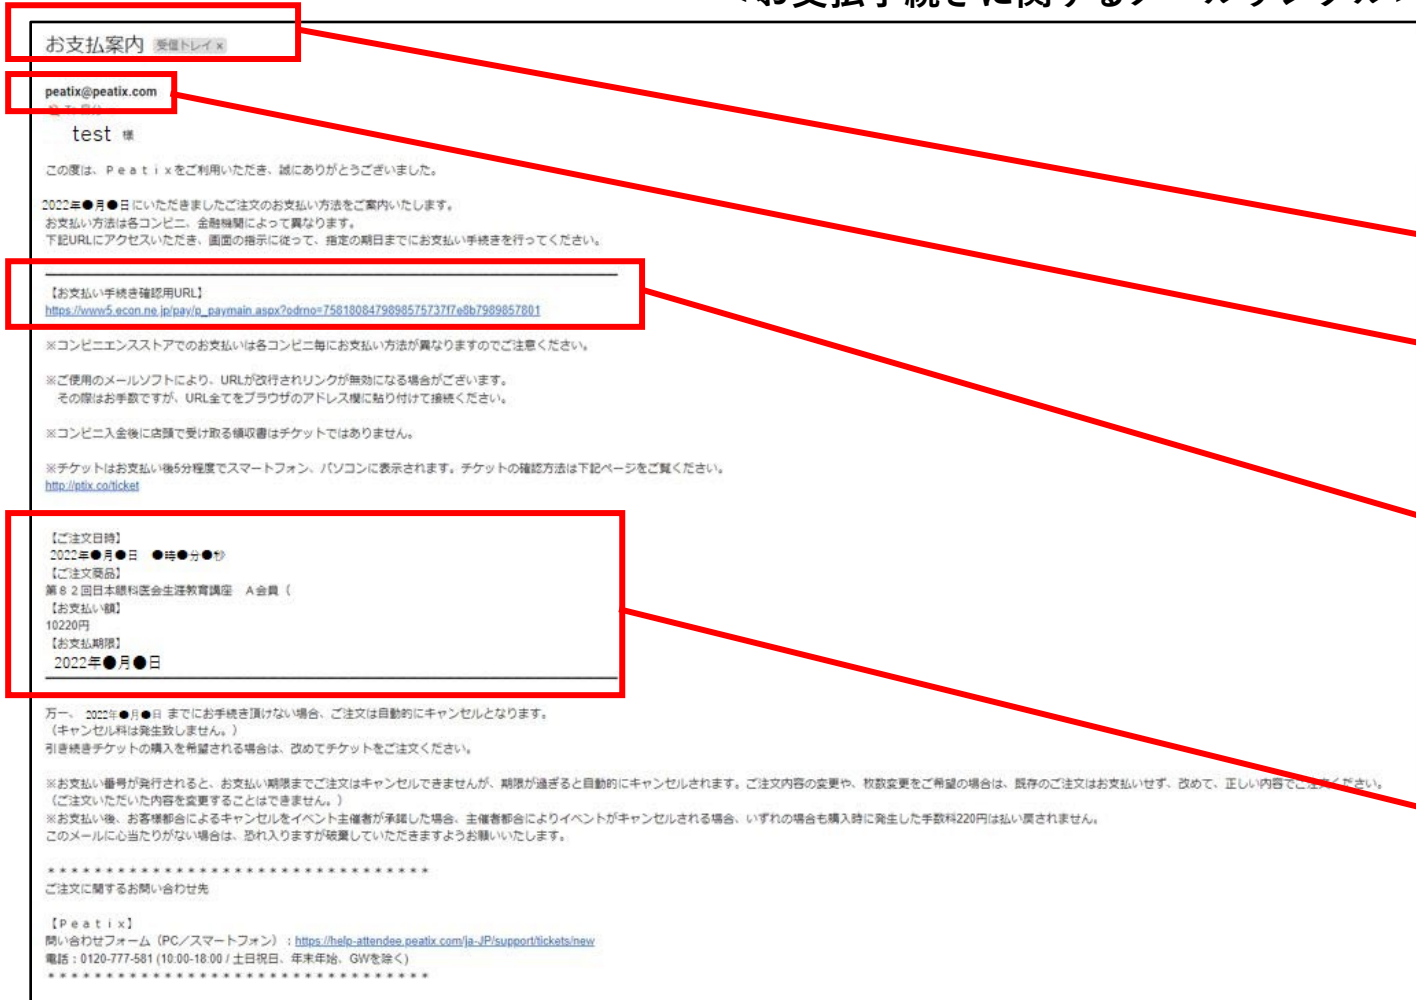 お支払手続きに関するメールサンプル
お支払案内 受信トレイ×
peatix@peatix.com
test 様
この度は、Ｐｅａｔｉｘをご利用いただき、誠にありがとうございました。
2022年●月●日にいただきましたご注文のお支払い方法をご案内いたします。
お支払い方法は各コンビニ、金融機関によって異なります。
下記URLにアクセスいただき、画面の指示に従って、指定の期日までにお支払い手続きを行ってください。
【お支払い手続き確認用URL】
https://www5.econ.ne.jp/pay/p_paymain.aspx?odrno=7581808479898575737f7e8b7989857801
※コンビニエンスストアでのお支払いは各コンビニ毎にお支払い方法が異なりますのでご注意ください。
※ご使用のメールソフトにより、URLが改行されリンクが無効になる場合がございます。
その際はお手数ですが、URL全てをブラウザのアドレス欄に貼り付けて接続ください。
※コンビニ入金後に店頭で受け取る領収書はチケットではありません。
※チケットはお支払い後5分程度でスマートフォン、パソコンに表示されます。チケットの確認方法は下記ページをご覧ください。
http://ptix.co/ticket
【ご注文日時】
2022年●月●日 ●時●分●秒
【ご注文商品】
第８２回日本眼科医会生涯教育講座 Ａ会員（
【お支払い額】
10220円
【お支払期限】
2022年●月●日
万一、 2022年●月●日 までにお手続き頂けない場合、ご注文は自動的にキャンセルとなります。
（キャンセル料は発生致しません。）
引き続きチケットの購入を希望される場合は、改めてチケットをご注文ください。
※お支払い番号が発行されると、お支払い期限までご注文はキャンセルできませんが、期限が過ぎると自動的にキャンセルされます。ご注文内容の変更や、枚数変更をご希望の場合は、既存のご注文はお支払いせず、改めて、正しい内容でご注文ください。
（ご注文いただいた内容を変更することはできません。）
※お支払い後、お客様都合によるキャンセルをイベント主催者が承諾した場合、主催者都合によりイベントがキャンセルされる場合、いずれの場合も購入時に発生した手数料220円は払い戻されません。
このメールに心当たりがない場合は、恐れ入りますが破棄していただきますようお願いいたします。
＊＊＊＊＊＊＊＊＊＊＊＊＊＊＊＊＊＊＊＊＊＊＊＊＊＊＊＊＊＊＊＊＊
ご注文に関するお問い合わせ先
【Ｐｅａｔｉｘ】
問い合わせフォーム（PC／スマートフォン）：https://help-attendee.peatix.com/ja-JP/support/tickets/new
電話：0120-777-581 (10:00-18:00 / 土日祝日、年末年始、GWを除く)
＊＊＊＊＊＊＊＊＊＊＊＊＊＊＊＊＊＊＊＊＊＊＊＊＊＊＊＊＊＊＊＊＊